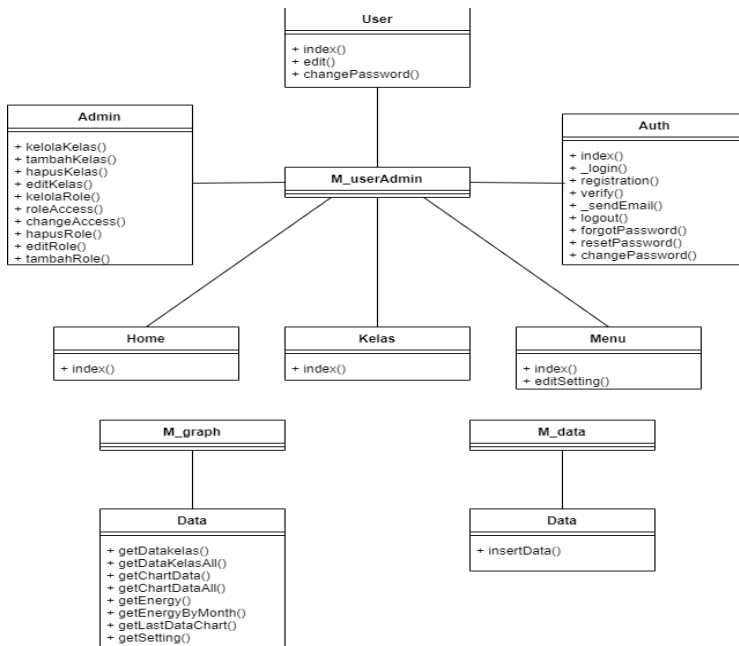 User
+ index()
+ edit()
+ changePassword()
Admin
+ kelolaKelas()
+ tambahKelas()
+ hapusKelas()
+ editKelas()
+ kelolaRole()
+ roleAccess()
+ changeAccess()
+ hapusRole()
+ editRole()
+ tambahRole()
M_userAdmin
Auth
+ index()
+ _login()
+ registration()
+ verify()
+ _sendEmail()
+ logout()
+ forgotPassword()
+ resetPassword()
+ changePassword()
Home
+ index()
Kelas
+ index()
Menu
+ index()
+ editSetting()
M_graph
Data
+ getDatakelas()
+ getDataKelasAll()
+ getChartData()
+ getChartDataAll()
+ getEnergy()
+ getEnergyByMonth()
+ getLastDataChart()
+ getSetting()
M_data
Data
+ insertData()